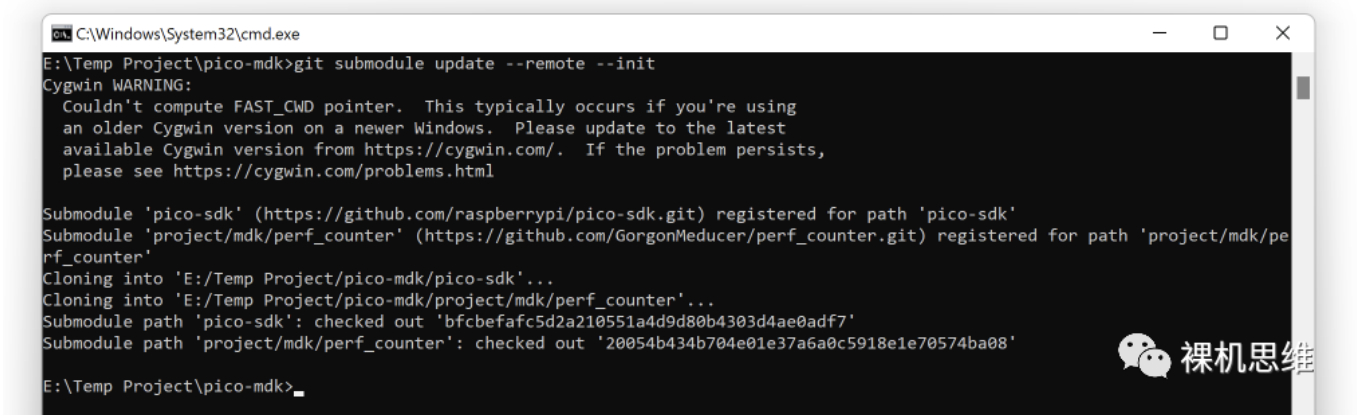 C:\Windows\System32\cmd.exe
E:\Temp Project\pico-mdk>git submodule update --remote --init
Cygwin WARNING:
  Couldn't compute FAST_CWD pointer.  This typically occurs if you're using
  an older Cygwin version on a newer Windows.  Please update to the latest
  available Cygwin version from https://cygwin.com/.  If the problem persists,
  please see https://cygwin.com/problems.html
Submodule 'pico-sdk' (https://github.com/raspberrypi/pico-sdk.git) registered for path 'pico-sdk'
Submodule 'project/mdk/perf_counter' (https://github.com/GorgonMeducer/perf_counter.git) registered for path 'project/mdk/pe
rf_counter'
Cloning into 'E:/Temp Project/pico-mdk/pico-sdk'...
Cloning into 'E:/Temp Project/pico-mdk/project/mdk/perf_counter'...
Submodule path 'pico-sdk': checked out 'bfcbefafc5d2a210551a4d9d80b4303d4ae0adf7'
Submodule path 'project/mdk/perf_counter': checked out '20054b434b704e01e37a6a0c5918e1e70574ba08'
裸机思维
E:\Temp Project\pico-mdk>